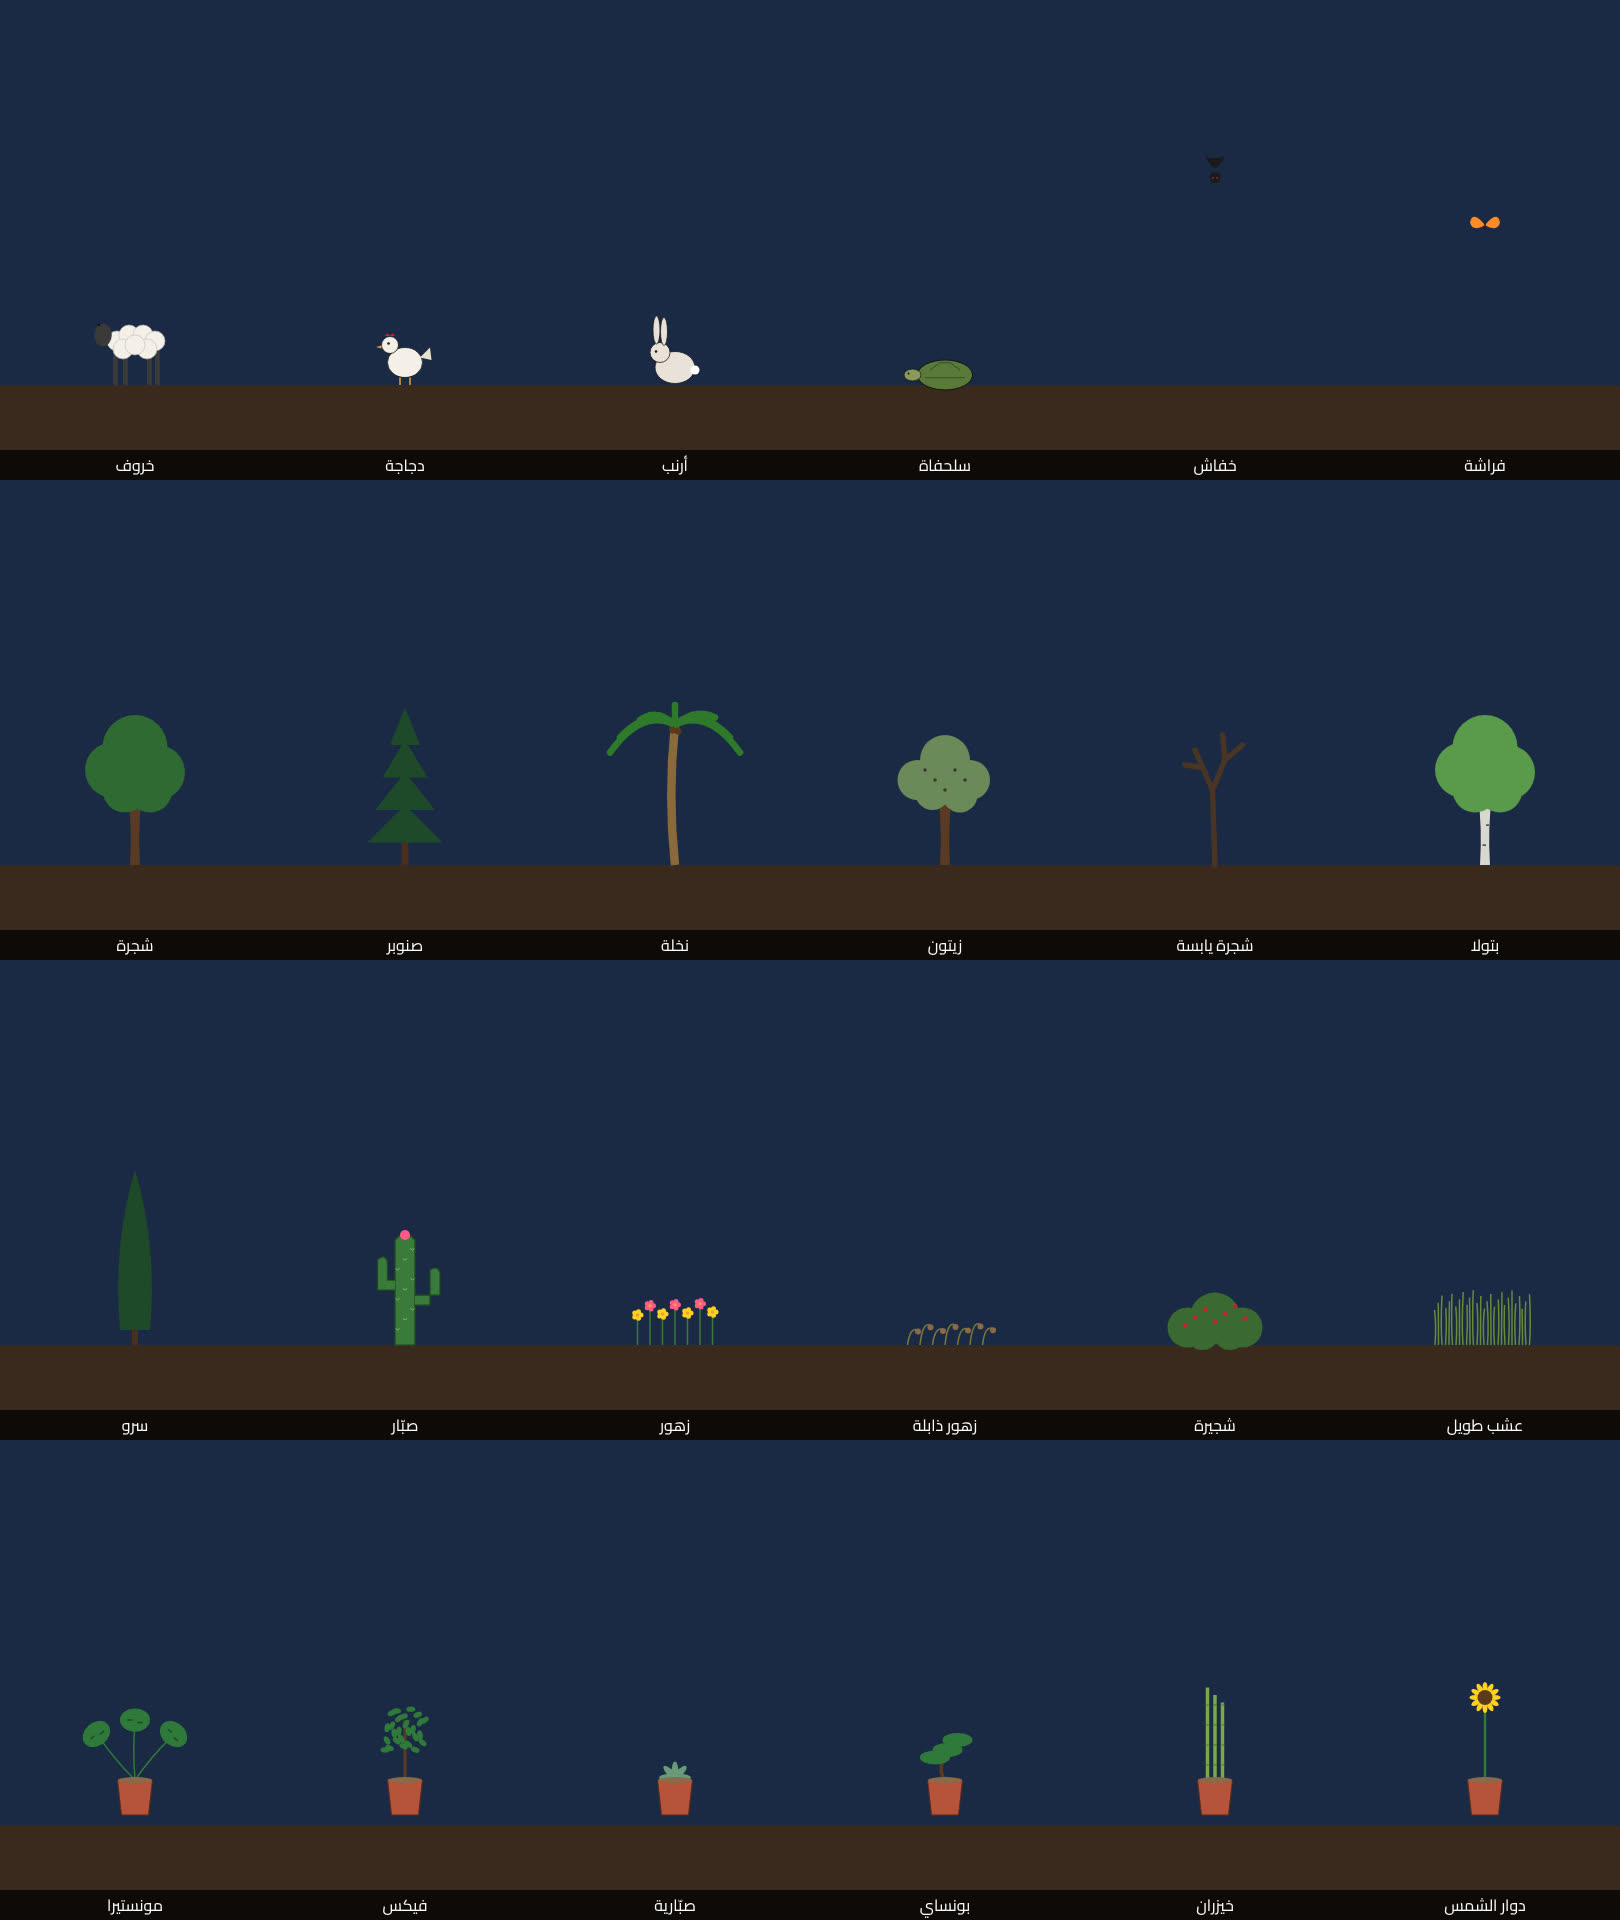 خروف
دجاجة
أرنب
سلحفاة
خفاش
فراشة
شجرة
صنوبر
نخلة
زيتون
شجرة يابسة
بتولا
سرو
صبّار
زهور
زهور ذابلة
شجيرة
عشب طويل
مونستيرا
فيكس
صبّارية
بونساي
خيزران
دوار الشمس